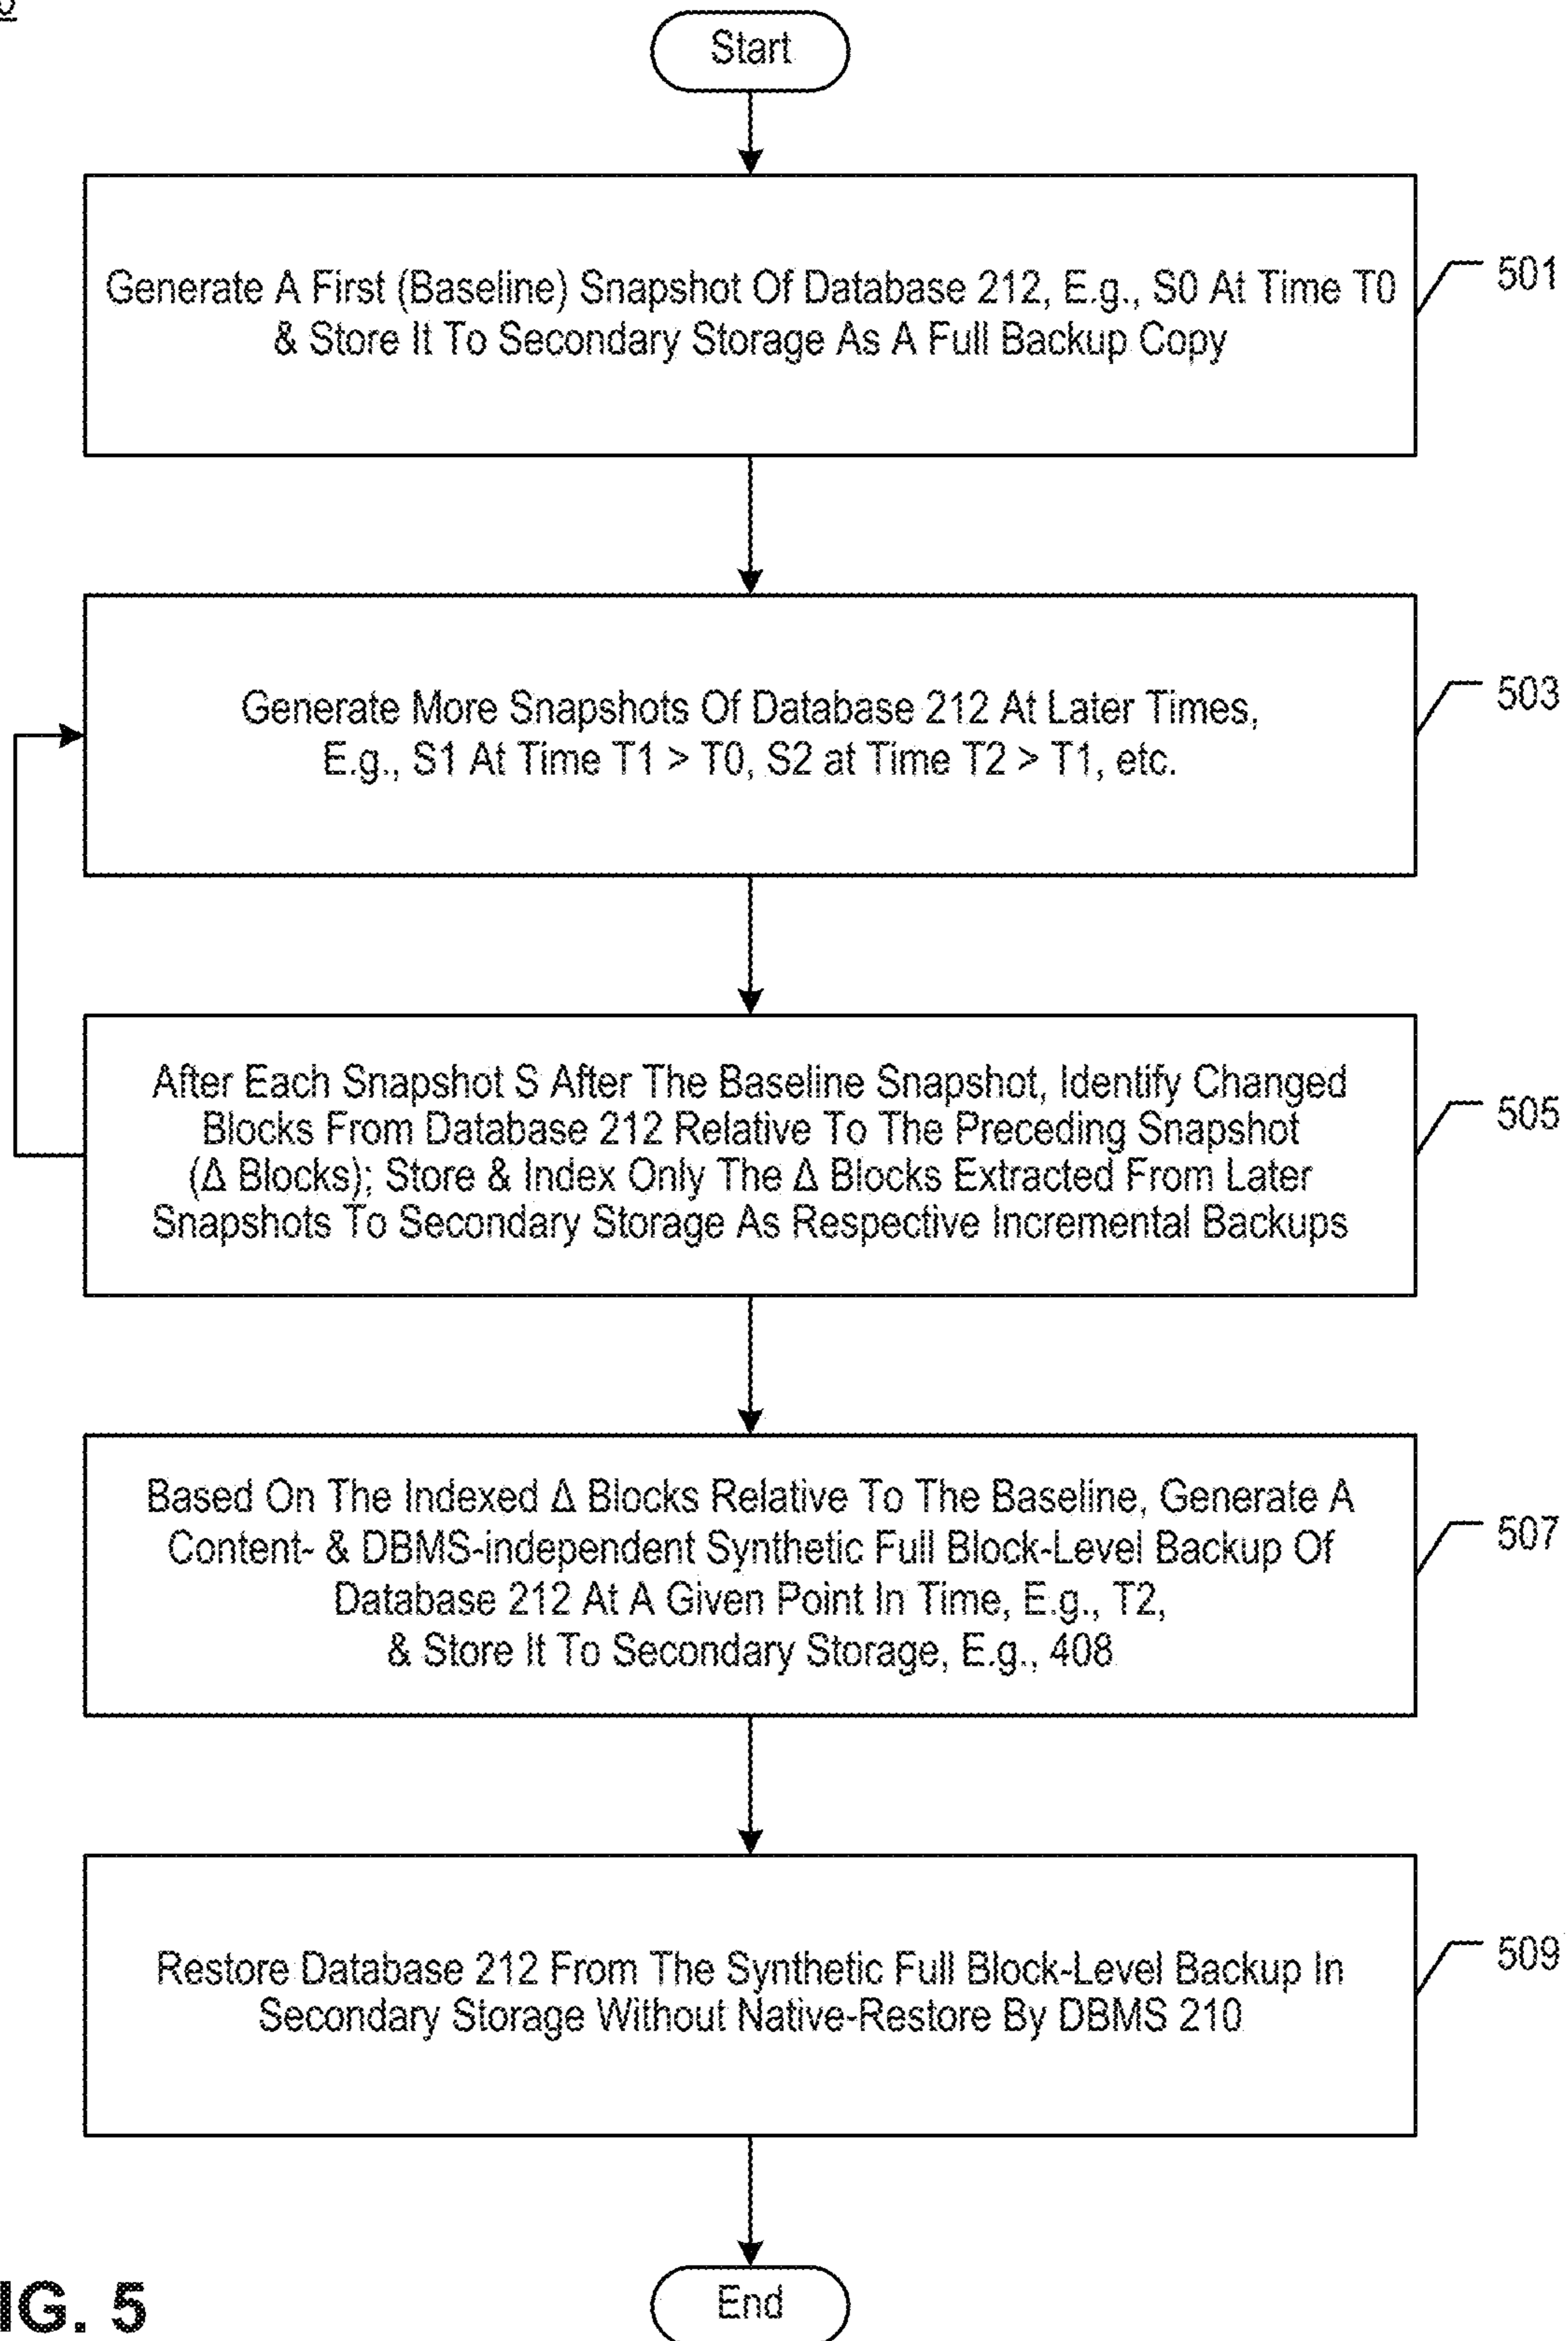 Start
Generate A First (Baseline) Snapshot Of Database 212, E.g., S0 At Time T0
& Store It To Secondary Storage As A Full Backup Copy
501
Generate More Snapshots Of Database 212 At Later Times,
E.g., S1 At Time T1 > T0, S2 at Time T2 > T1, etc.
503
After Each Snapshot S After The Baseline Snapshot, Identify Changed
Blocks From Database 212 Relative To The Preceding Snapshot
(Δ Blocks); Store & Index Only The Δ Blocks Extracted From Later
Snapshots To Secondary Storage As Respective Incremental Backups
505
Based On The Indexed Δ Blocks Relative To The Baseline, Generate A
Content- & DBMS-independent Synthetic Full Block-Level Backup Of
Database 212 At A Given Point In Time, E.g., T2,
& Store It To Secondary Storage, E.g., 408
507
Restore Database 212 From The Synthetic Full Block-Level Backup In
Secondary Storage Without Native-Restore By DBMS 210
509
End
IG. 5